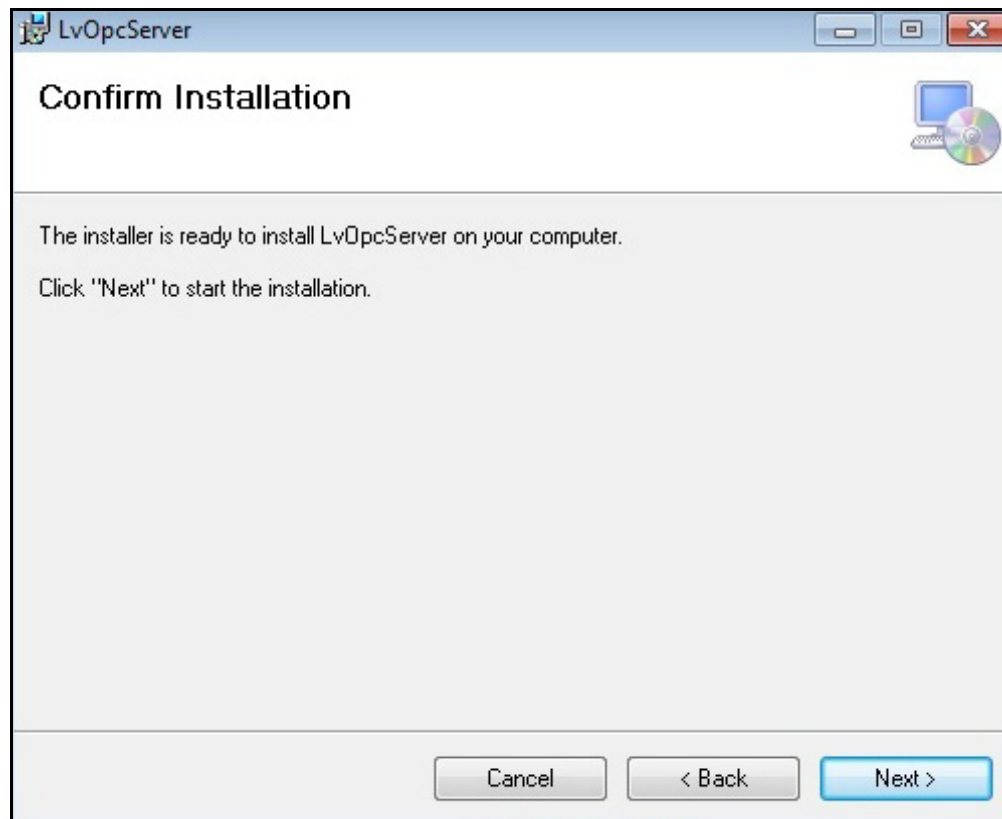 LvOpcServer
Confirm Installation
The installer is ready to install LvOpcServer on your computer.
Click "Next" to start the installation.
Cancel
< Back
Next >